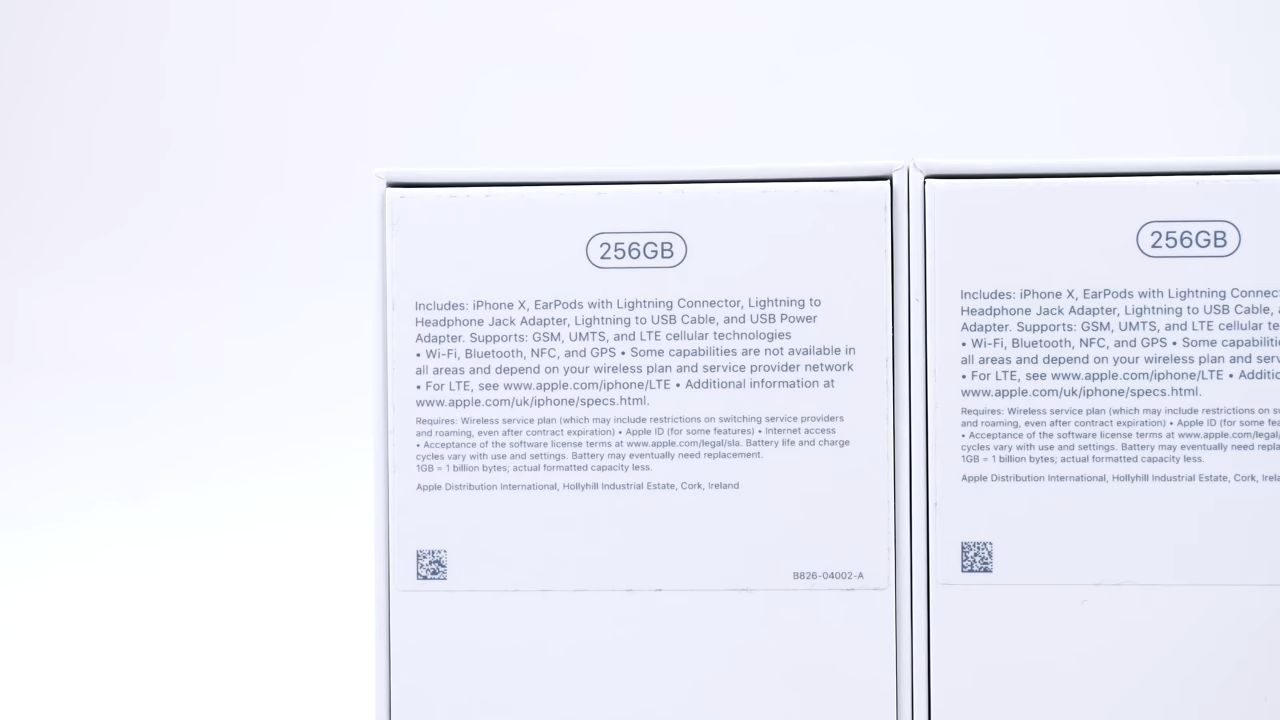 256GB
Includes: iPhone X, EarPods with Lightning Connector, Lightning to
Headphone Jack Adapter, Lightning to USB Cable, and USB Power
Adapter. Supports: GSM, UMTS, and LTE cellular technologies
• Wi-Fi, Bluetooth, NFC, and GPS • Some capabilities are not available in
all areas and depend on your wireless plan and service provider network
• For LTE, see www.apple.com/iphone/LTE • Additional information at
www.apple.com/uk/iphone/specs.html.
Requires: Wireless service plan (which may include restrictions on switching service providers
and roaming, even after contract expiration) • Apple ID (for some features) • Internet access
• Acceptance of the software license terms at www.apple.com/legal/sla. Battery life and charge
cycles vary with use and settings. Battery may eventually need replacement.
1GB = 1 billion bytes; actual formatted capacity less.
Apple Distribution International, Hollyhill Industrial Estate, Cork, Ireland
B826-04002-A
256GB
Includes: iPhone X, EarPods with Lightning Connec
Headphone Jack Adapter, Lightning to USB Cable,
Adapter. Supports: GSM, UMTS, and LTE cellular te
• Wi-Fi, Bluetooth, NFC, and GPS • Some capabiliti
all areas and depend on your wireless plan and serv
• For LTE, see www.apple.com/iphone/LTE • Additio
www.apple.com/uk/iphone/specs.html.
Requires: Wireless service plan (which may include restrictions on s
and roaming, even after contract expiration) • Apple ID (for some fea
• Acceptance of the software license terms at www.apple.com/legal/
cycles vary with use and settings. Battery may eventually need repla
1GB = 1 billion bytes; actual formatted capacity less.
Apple Distribution International, Hollyhill Industrial Estate, Cork, Irela